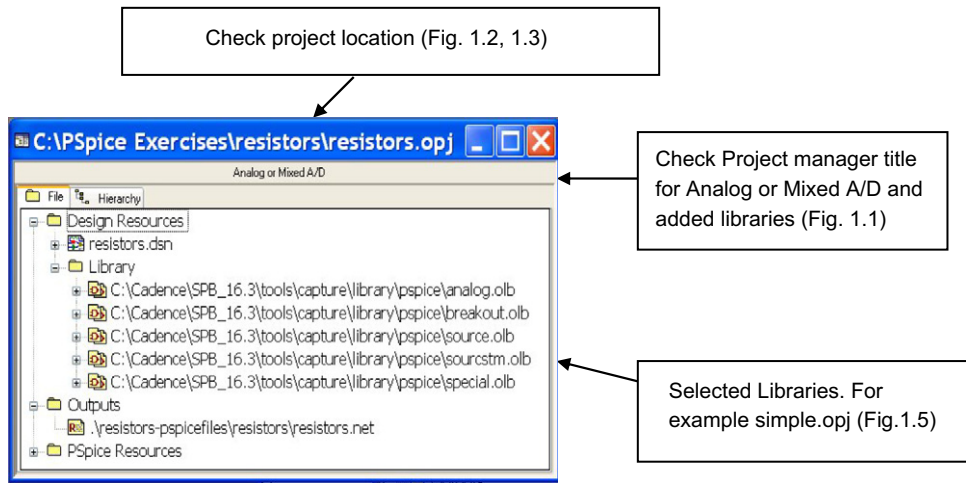 Check project location (Fig. 1.2, 1.3)
C:\PSpice Exercises\resistors\resistors.opj
Analog or Mixed A/D
File Hierarchy
Design Resources
resistors.dsn
Library
C:\Cadence\SPB_16.3\tools\capture\library\pspice\analog.olb
C:\Cadence\SPB_16.3\tools\capture\library\pspice\breakout.olb
C:\Cadence\SPB_16.3\tools\capture\library\pspice\source.olb
C:\Cadence\SPB_16.3\tools\capture\library\pspice\sourcstm.olb
C:\Cadence\SPB_16.3\tools\capture\library\pspice\special.olb
Outputs
.\resistors-pspicefiles\resistors\resistors.net
PSpice Resources
Check Project manager title
for Analog or Mixed A/D and
added libraries (Fig. 1.1)
Selected Libraries. For
example simple.opj (Fig.1.5)